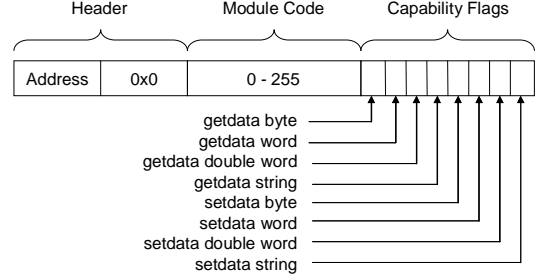 Header Module Code Capability Flags
Address 0x0 0 - 255
getdata byte
getdata word
getdata double word
getdata string
setdata byte
setdata word
setdata double word
setdata string